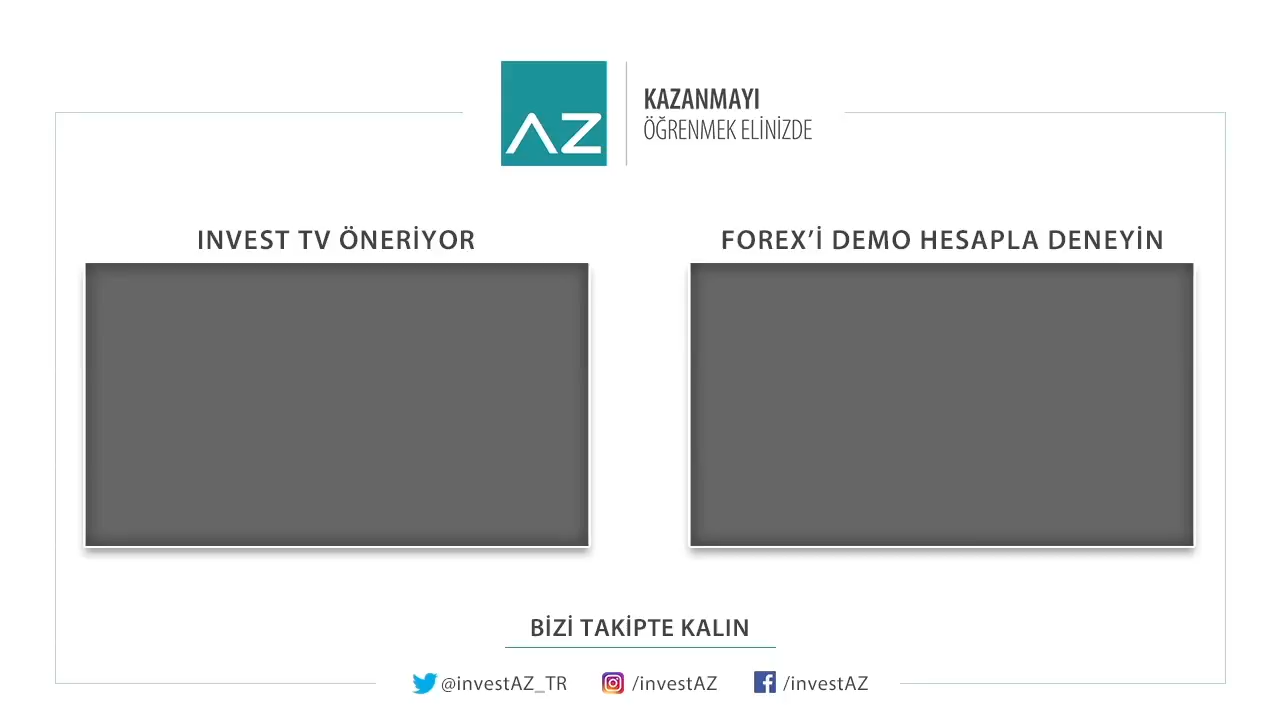 AZ
KAZANMAYI
ÖĞRENMEK ELİNİZDE
INVEST TV ÖNERİYOR
FOREX'İ DEMO HESAPLA DENEYİN
BİZİ TAKİPTE KALIN
@investAZ_TR /investAZ /investAZ